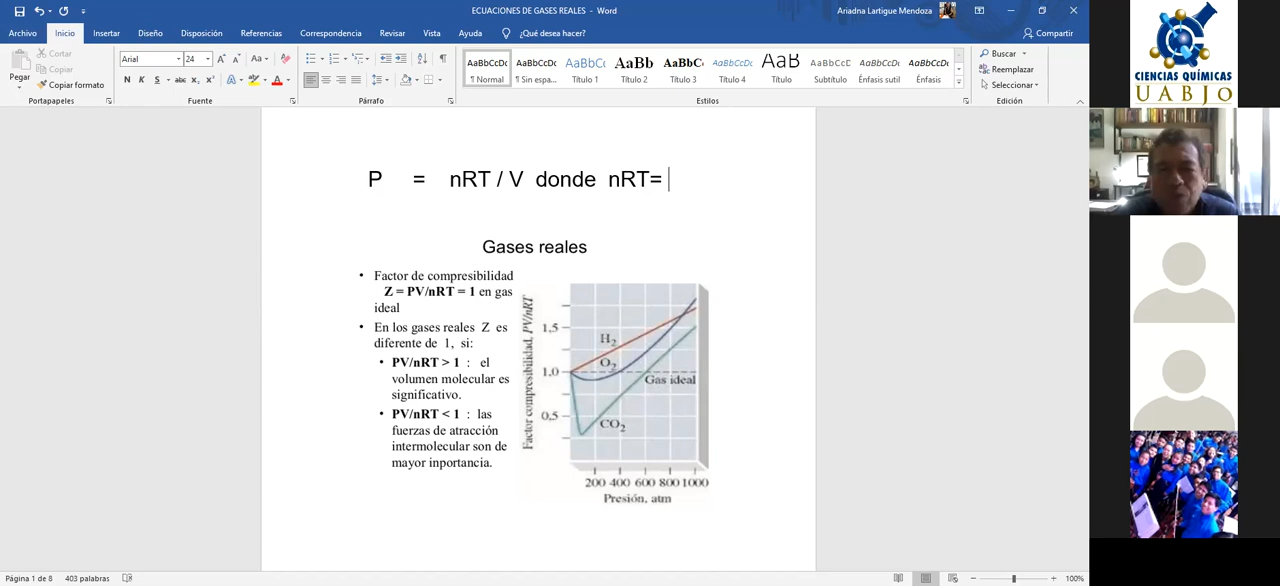 ECUACIONES DE GASES REALES - Word
Ariadna Lartigue Mendoza
Archivo Inicio Insertar Diseño Disposición Referencias Correspondencia Revisar Vista Ayuda ¿Qué desea hacer? Compartir
Pegar
Cortar
Copiar
Copiar formato
Portapapeles
Arial 24
N K S abc x₂ x²
Fuente
Párrafo
AaBbCcDc AaBbCcDc AaBbCc AaBb AaBbC AaBbCcDc AaB AaBbCcD AaBbCcDc AaBbCcDc
¶ Normal ¶ Sin espa... Título 1 Título 2 Título 3 Título 4 Título Subtítulo Énfasis sutil Énfasis
Estilos
Buscar
Reemplazar
Seleccionar
Edición
CIENCIAS QUÍMICAS
UABJO
P = nRT / V donde nRT=
Gases reales
• Factor de compresibilidad
Z = PV/nRT = 1 en gas
ideal
• En los gases reales Z es
diferente de 1, si:
• PV/nRT > 1 : el
volumen molecular es
significativo.
• PV/nRT < 1 : las
fuerzas de atracción
intermolecular son de
mayor inportancia.
Factor compresibilidad, PV/nRT
1,5
1,0
0,5
H₂
O₂
Gas ideal
CO₂
200 400 600 800 1000
Presión, atm
Página 1 de 8 403 palabras
100%